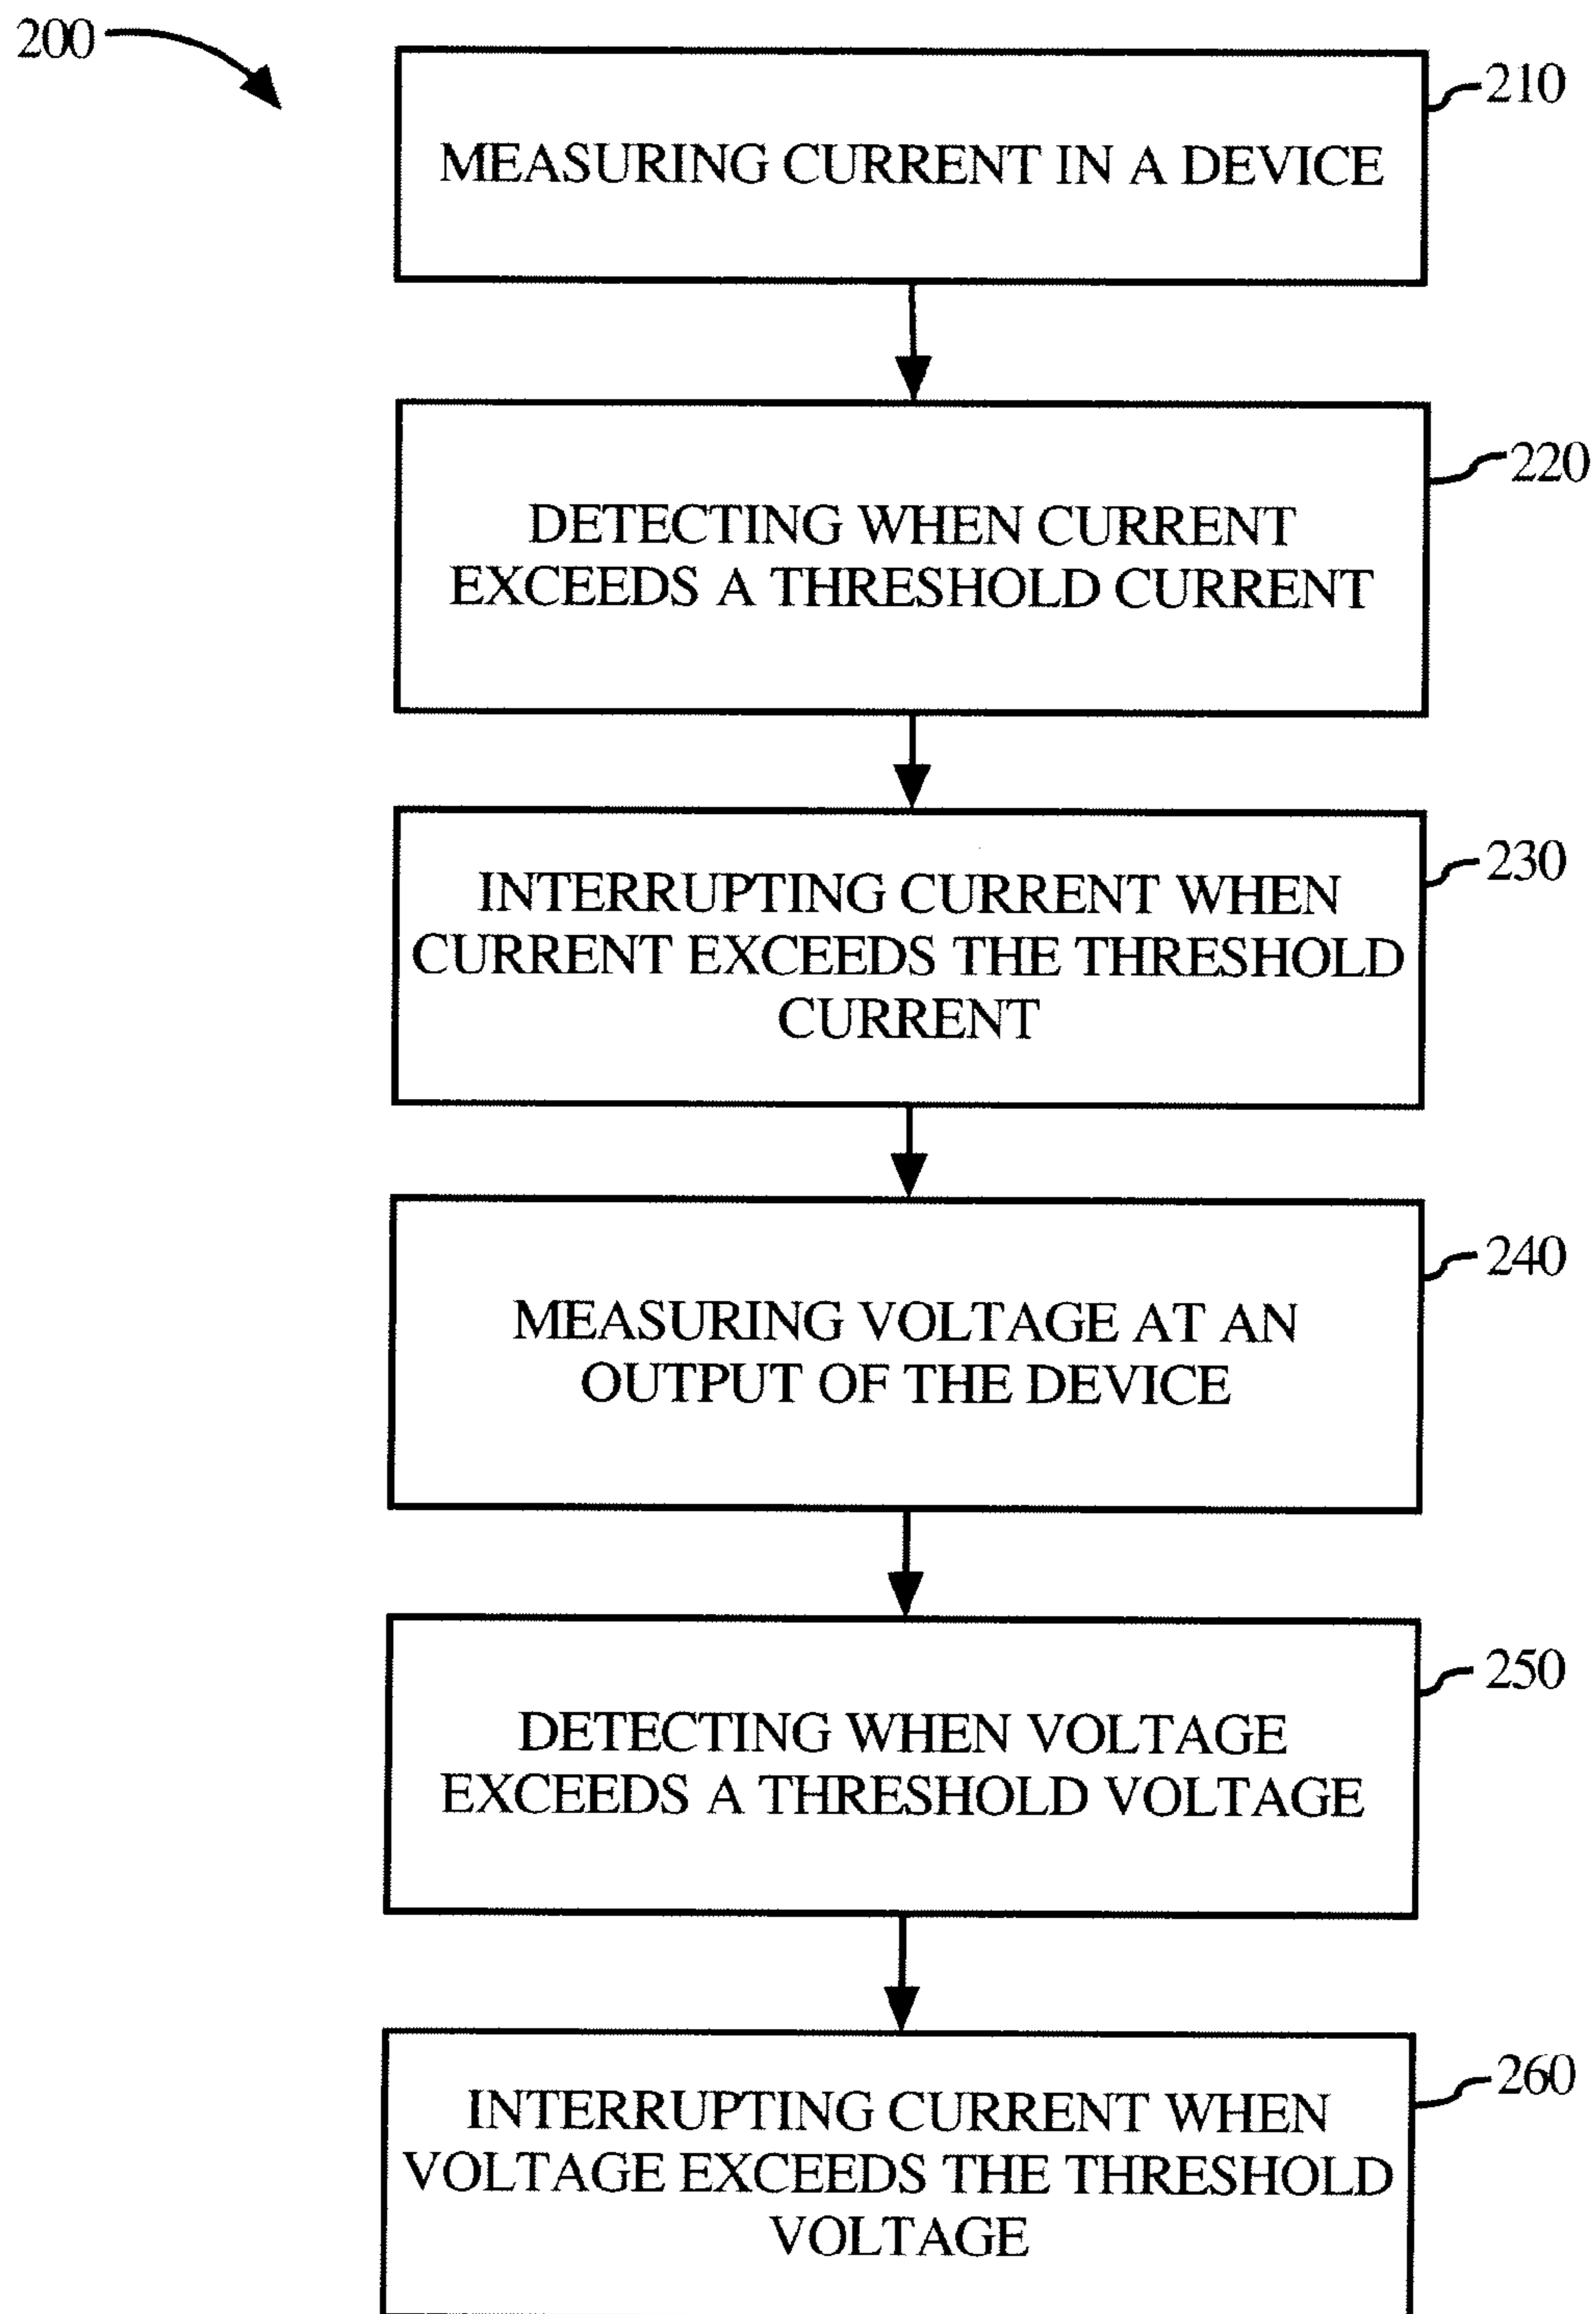 200
210
MEASURING CURRENT IN A DEVICE
220
DETECTING WHEN CURRENT
EXCEEDS A THRESHOLD CURRENT
230
INTERRUPTING CURRENT WHEN
CURRENT EXCEEDS THE THRESHOLD
CURRENT
240
MEASURING VOLTAGE AT AN
OUTPUT OF THE DEVICE
250
DETECTING WHEN VOLTAGE
EXCEEDS A THRESHOLD VOLTAGE
260
INTERRUPTING CURRENT WHEN
VOLTAGE EXCEEDS THE THRESHOLD
VOLTAGE